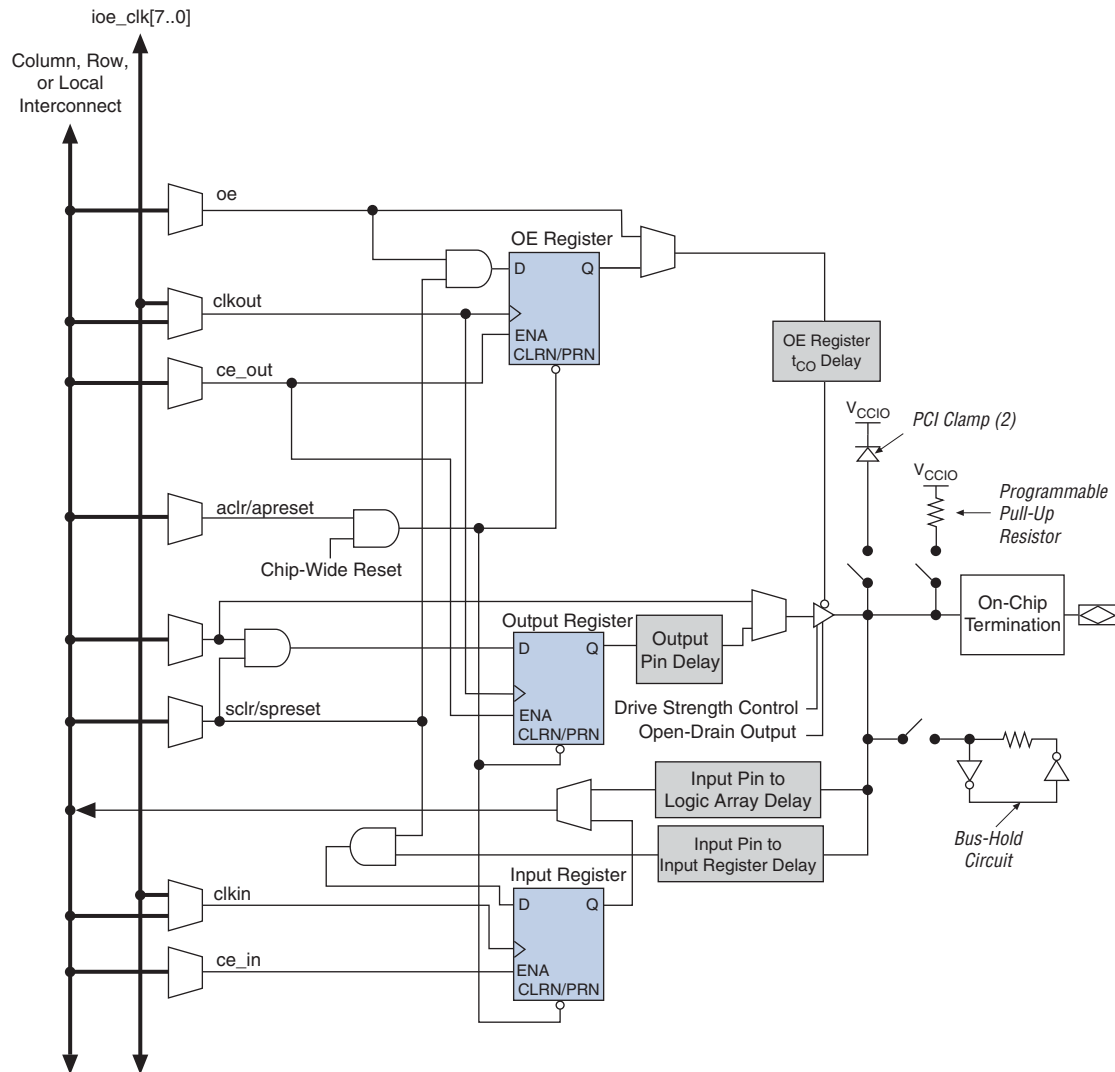 ioe_clk[7..0]
Column, Row,
or Local
Interconnect
oe
OE Register
D Q
clkout
ENA
CLRN/PRN
OE Register
tCO Delay
ce_out
VCCIO
PCI Clamp (2)
VCCIO
Programmable
Pull-Up
Resistor
aclr/apreset
Chip-Wide Reset
On-Chip
Termination
Output Register
D Q
Output
Pin Delay
sclr/spreset
ENA
CLRN/PRN
Drive Strength Control
Open-Drain Output
Input Pin to
Logic Array Delay
Input Pin to
Input Register Delay
Bus-Hold
Circuit
Input Register
clkin
D Q
ce_in
ENA
CLRN/PRN